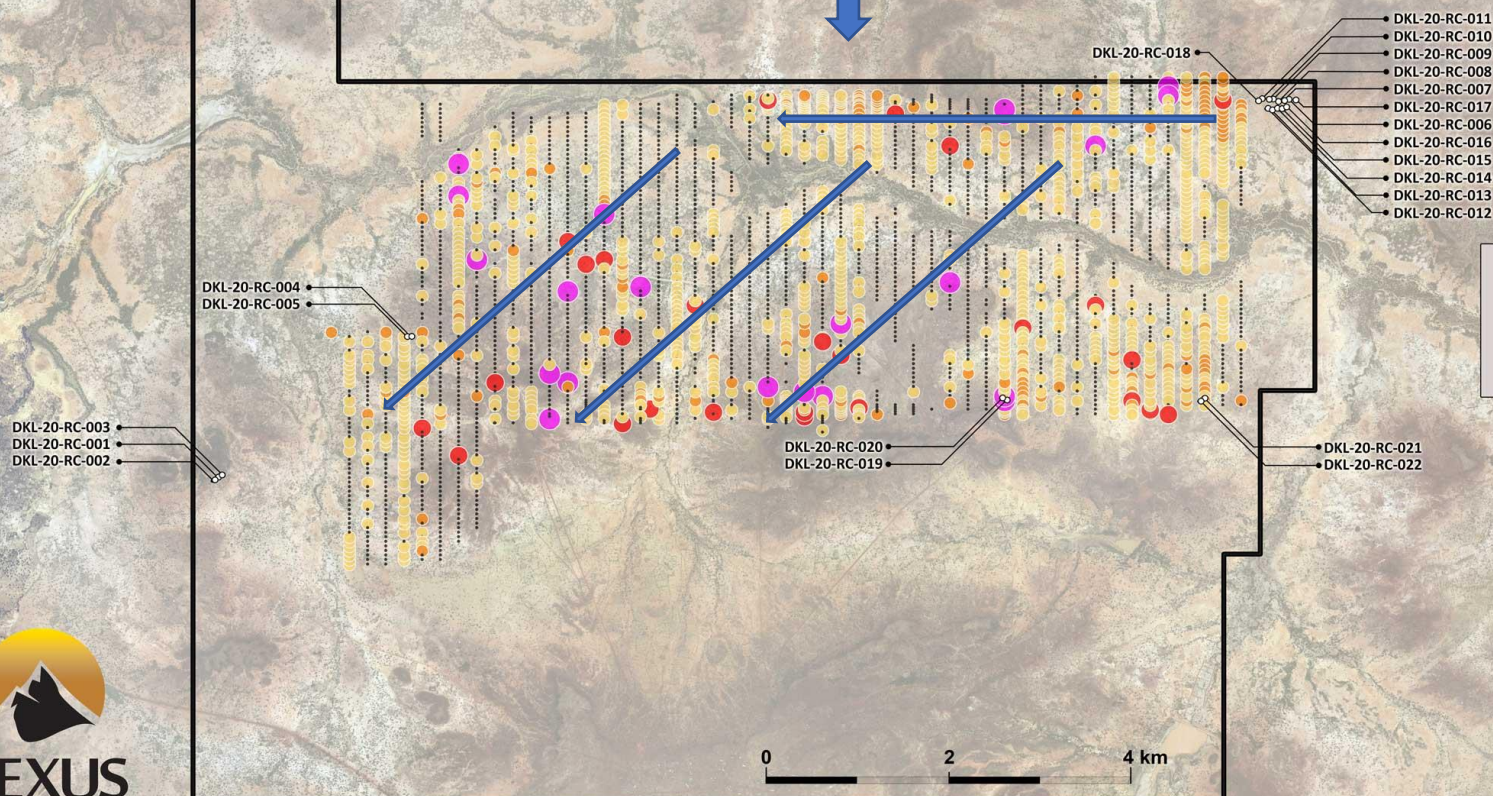 DKL-20-RC-011
DKL-20-RC-010
DKL-20-RC-009
DKL-20-RC-008
DKL-20-RC-007
DKL-20-RC-017
DKL-20-RC-006
DKL-20-RC-016
DKL-20-RC-015
DKL-20-RC-014
DKL-20-RC-013
DKL-20-RC-012
DKL-20-RC-018
DKL-20-RC-004
DKL-20-RC-005
DKL-20-RC-003
DKL-20-RC-001
DKL-20-RC-002
DKL-20-RC-020
DKL-20-RC-019
DKL-20-RC-021
DKL-20-RC-022
0 2 4 km
EXUS